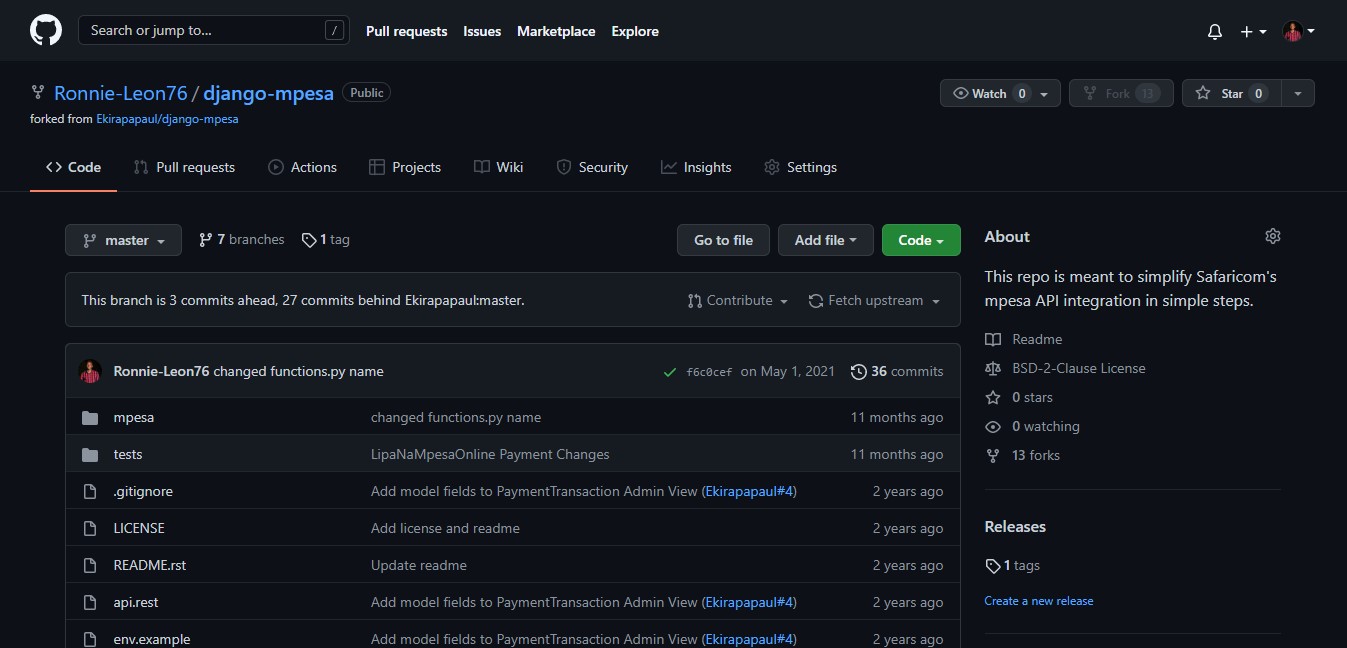 Search or jump to... /
Pull requests Issues Marketplace Explore
Ronnie-Leon76 / django-mpesa Public
Watch 0 Fork 13 Star 0
forked from Ekirapapaul/django-mpesa
Code Pull requests Actions Projects Wiki Security Insights Settings
master 7 branches 1 tag Go to file Add file Code
This branch is 3 commits ahead, 27 commits behind Ekirapapaul:master. Contribute Fetch upstream
Ronnie-Leon76 changed functions.py name f6c0cef on May 1, 2021 36 commits
mpesa changed functions.py name 11 months ago
tests LipaNaMpesaOnline Payment Changes 11 months ago
.gitignore Add model fields to PaymentTransaction Admin View (Ekirapapaul#4) 2 years ago
LICENSE Add license and readme 2 years ago
README.rst Update readme 2 years ago
api.rest Add model fields to PaymentTransaction Admin View (Ekirapapaul#4) 2 years ago
env.example Add model fields to PaymentTransaction Admin View (Ekirapapaul#4) 2 years ago
About
This repo is meant to simplify Safaricom's
mpesa API integration in simple steps.
Readme
BSD-2-Clause License
0 stars
0 watching
13 forks
Releases
1 tags
Create a new release